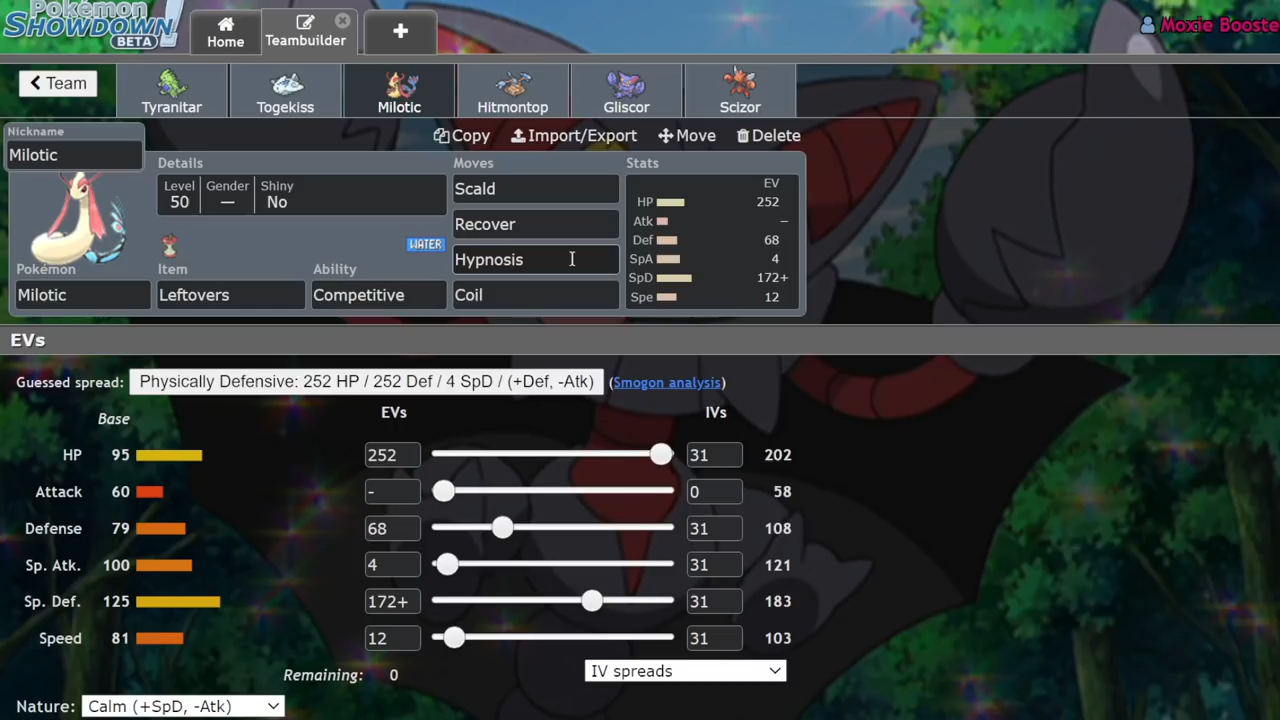 Pokémon
SHOWDOWN!
BETA
Home
Teambuilder
Moxie Booste
Team
Tyranitar
Togekiss
Milotic
Hitmontop
Gliscor
Scizor
Copy
Import/Export
Move
Delete
Nickname
Milotic
Details
Level
50
Gender
—
Shiny
No
WATER
Pokémon
Milotic
Item
Leftovers
Ability
Competitive
Moves
Scald
Recover
Hypnosis
Coil
Stats
EV
HP 252
Atk –
Def 68
SpA 4
SpD 172+
Spe 12
EVs
Guessed spread: Physically Defensive: 252 HP / 252 Def / 4 SpD / (+Def, -Atk) (Smogon analysis)
Base EVs IVs
HP 95 252 31 202
Attack 60 - 0 58
Defense 79 68 31 108
Sp. Atk. 100 4 31 121
Sp. Def. 125 172+ 31 183
Speed 81 12 31 103
Remaining: 0 IV spreads
Nature: Calm (+SpD, -Atk)